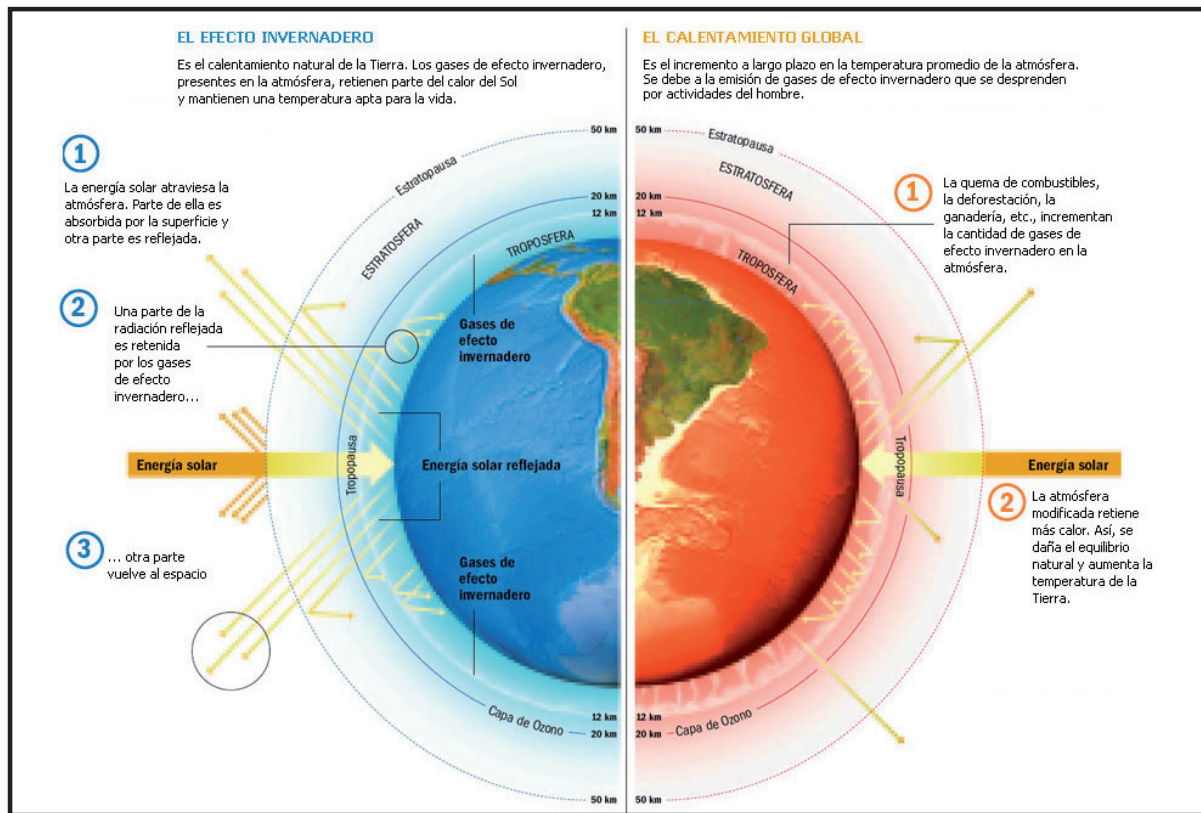 EL EFECTO INVERNADERO
Es el calentamiento natural de la Tierra. Los gases de efecto invernadero,
presentes en la atmósfera, retienen parte del calor del Sol
y mantienen una temperatura apta para la vida.
1
La energía solar atraviesa la
atmósfera. Parte de ella es
absorbida por la superficie y
otra parte es reflejada.
2
Una parte de la
radiación reflejada
es retenida
por los gases
de efecto
invernadero...
Energía solar
3
... otra parte
vuelve al espacio
50 km
20 km
12 km
Estratopausa
ESTRATOSFERA
TROPOSFERA
Tropopausa
Gases de
efecto
invernadero
Energía solar reflejada
Gases de
efecto
invernadero
Capa de Ozono
12 km
20 km
50 km
EL CALENTAMIENTO GLOBAL
Es el incremento a largo plazo en la temperatura promedio de la atmósfera.
Se debe a la emisión de gases de efecto invernadero que se desprenden
por actividades del hombre.
50 km
20 km
12 km
Estratopausa
ESTRATOSFERA
TROPOSFERA
1
La quema de combustibles,
la deforestación, la
ganadería, etc., incrementan
la cantidad de gases de
efecto invernadero en la
atmósfera.
Tropopausa
Energía solar
2
La atmósfera
modificada retiene
más calor. Así, se
daña el equilibrio
natural y aumenta la
temperatura de la
Tierra.
Capa de Ozono
12 km
20 km
50 km